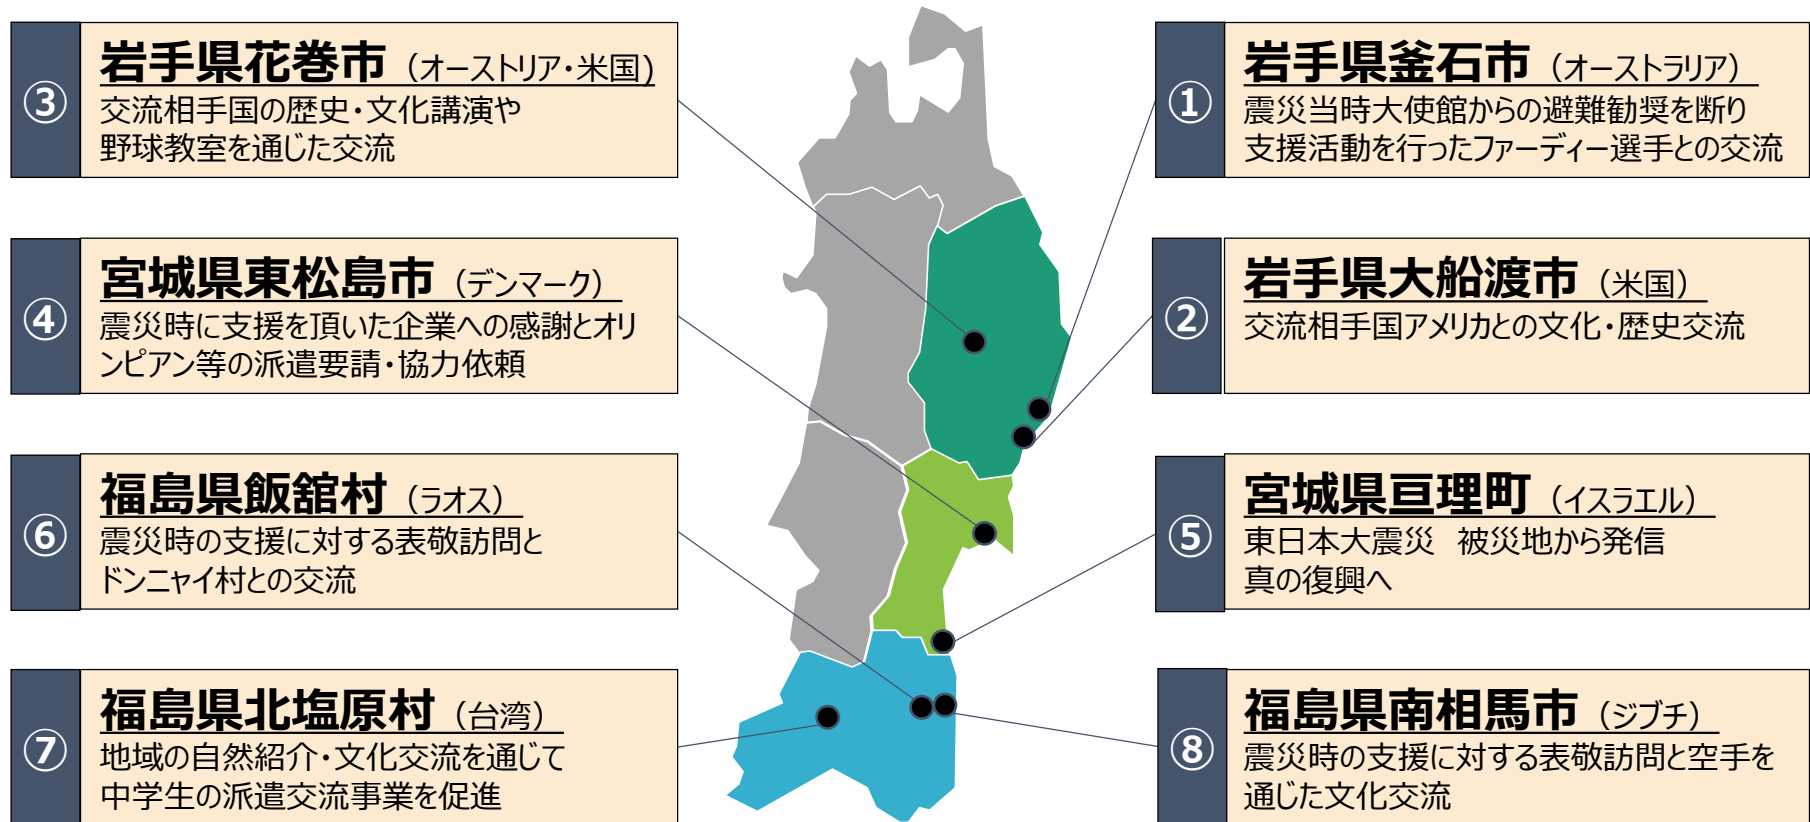 ③
岩手県花巻市（オーストリア・米国)
交流相手国の歴史・文化講演や
野球教室を通じた交流
①
岩手県釜石市（オーストラリア）
震災当時大使館からの避難勧奨を断り
支援活動を行ったファーディー選手との交流
④
宮城県東松島市（デンマーク）
震災時に支援を頂いた企業への感謝とオリ
ンピアン等の派遣要請・協力依頼
②
岩手県大船渡市（米国）
交流相手国アメリカとの文化・歴史交流
⑥
福島県飯舘村（ラオス）
震災時の支援に対する表敬訪問と
ドンニャイ村との交流
⑤
宮城県亘理町（イスラエル）
東日本大震災　被災地から発信
真の復興へ
⑦
福島県北塩原村（台湾）
地域の自然紹介・文化交流を通じて
中学生の派遣交流事業を促進
⑧
福島県南相馬市（ジブチ）
震災時の支援に対する表敬訪問と空手を
通じた文化交流